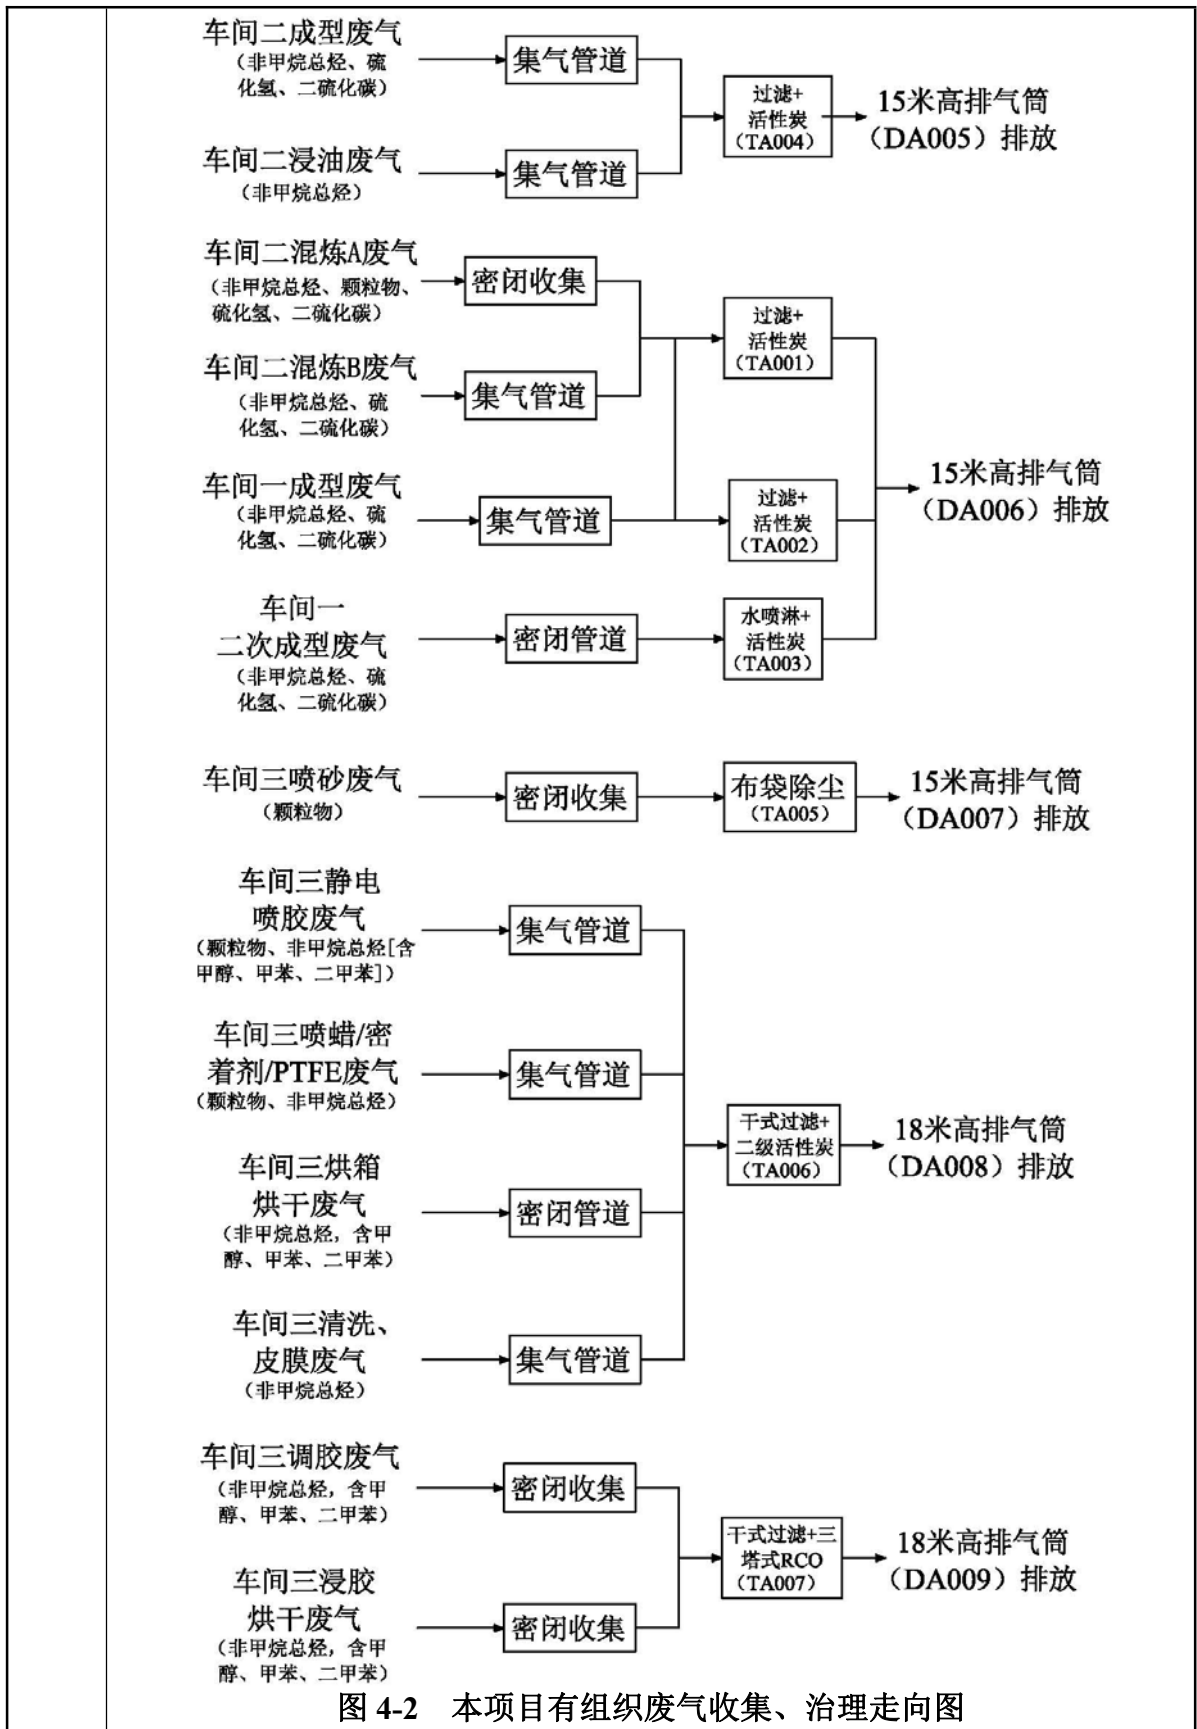 车间二成型废气
（非甲烷总烃、硫
化氢、二硫化碳）
集气管道
车间二浸油废气
（非甲烷总烃）
集气管道
过滤+
活性炭
（TA004）
15米高排气筒
（DA005）排放
车间二混炼A废气
（非甲烷总烃、颗粒物、
硫化氢、二硫化碳）
密闭收集
车间二混炼B废气
（非甲烷总烃、硫
化氢、二硫化碳）
集气管道
过滤+
活性炭
（TA001）
车间一成型废气
（非甲烷总烃、硫
化氢、二硫化碳）
集气管道
过滤+
活性炭
（TA002）
车间一
二次成型废气
（非甲烷总烃、硫
化氢、二硫化碳）
密闭管道
水喷淋+
活性炭
（TA003）
15米高排气筒
（DA006）排放
车间三喷砂废气
（颗粒物）
密闭收集
布袋除尘
（TA005）
15米高排气筒
（DA007）排放
车间三静电
喷胶废气
（颗粒物、非甲烷总烃[含
甲醇、甲苯、二甲苯]）
集气管道
车间三喷蜡/密
着剂/PTFE废气
（颗粒物、非甲烷总烃）
集气管道
车间三烘箱
烘干废气
（非甲烷总烃，含甲
醇、甲苯、二甲苯）
密闭管道
车间三清洗、
皮膜废气
（非甲烷总烃）
集气管道
干式过滤+
二级活性炭
（TA006）
18米高排气筒
（DA008）排放
车间三调胶废气
（非甲烷总烃，含甲
醇、甲苯、二甲苯）
密闭收集
车间三浸胶
烘干废气
（非甲烷总烃，含甲
醇、甲苯、二甲苯）
密闭收集
干式过滤+三
塔式RCO
（TA007）
18米高排气筒
（DA009）排放
图 4-2 本项目有组织废气收集、治理走向图